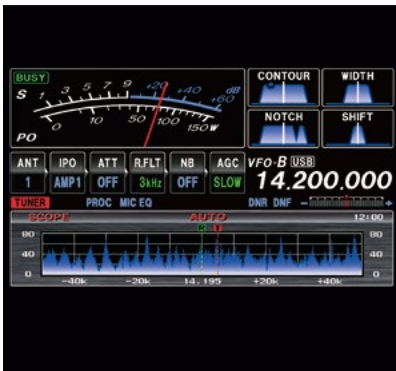 BUSY
S 1 3 5 7 9 +20 +40 +60 dB
PO 0 10 50 100 150 W
CONTOUR WIDTH
NOTCH SHIFT
ANT IPO ATT R.FLT NB AGC VFO-B USB
1 AMP1 OFF 3kHz OFF SLOW 14.200.000
TUNER PROC MIC EQ DNR DNF - +
SCOPE AUTO 12:00
R T
80 80
40 40
0 0
-40k -20k 14.195 +20k +40k